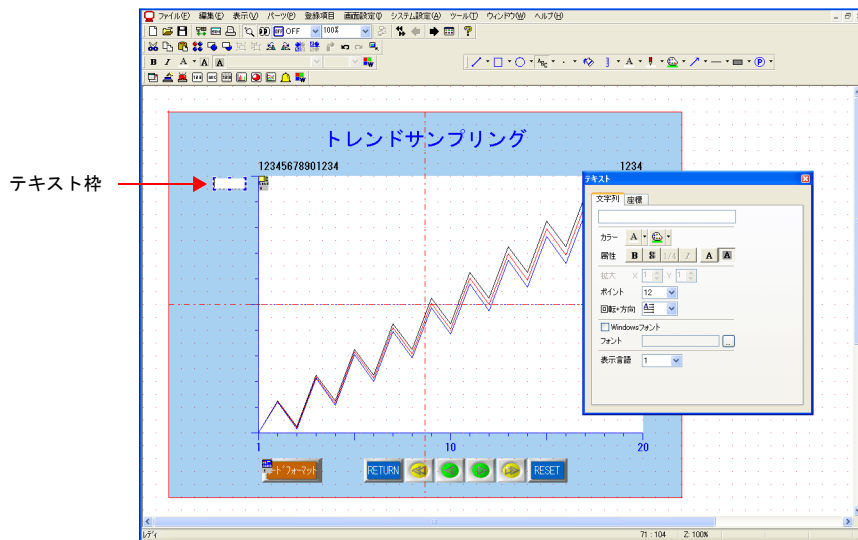 ファイル(F) 編集(E) 表示(V) パーツ(P) 登録項目 画面設定(I) システム設定(A) ツール(T) ウィンドウ(W) ヘルプ(H)
OFF 100%
B I A A A
テキスト枠
トレンドサンプリング
12345678901234 1234
1 10 20
ードフォーマット RETURN RESET
テキスト
文字列 座標
カラー A
属性 B S 1/4 I A A
拡大 X 1 Y 1
ポイント 12
回転・方向 A
Windowsフォント
フォント ...
表示言語 1
レディ 71 : 104 Z: 100%